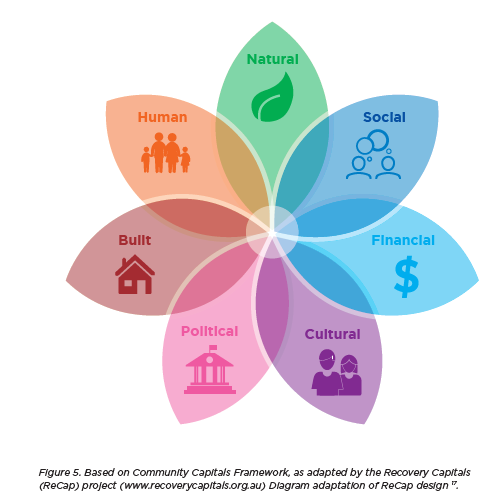 Natural
Human
Social
Built
Financial
$
Political
Cultural
Figure 5. Based on Community Capitals Framework, as adapted by the Recovery Capitals
(ReCap) project (www.recoverycapitals.org.au) Diagram adaptation of ReCap design ¹⁷.